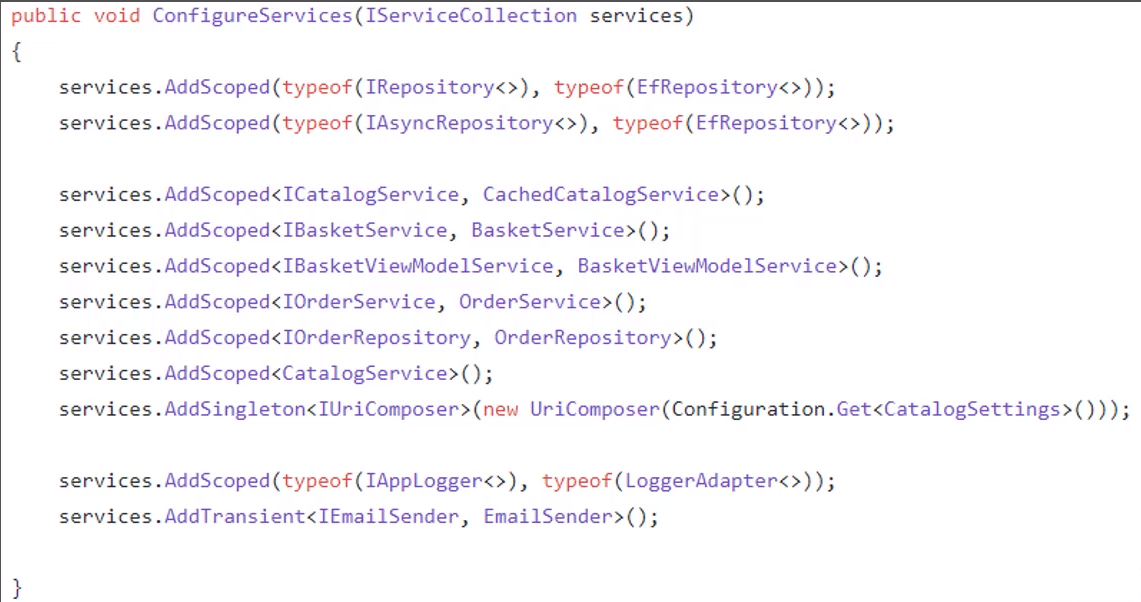 public void ConfigureServices(IServiceCollection services)
{
services.AddScoped(typeof(IRepository<>), typeof(EfRepository<>));
services.AddScoped(typeof(IAsyncRepository<>), typeof(EfRepository<>));
services.AddScoped<ICatalogService, CachedCatalogService>();
services.AddScoped<IBasketService, BasketService>();
services.AddScoped<IBasketViewModelService, BasketViewModelService>();
services.AddScoped<IOrderService, OrderService>();
services.AddScoped<IOrderRepository, OrderRepository>();
services.AddScoped<CatalogService>();
services.AddSingleton<IUriComposer>(new UriComposer(Configuration.Get<CatalogSettings>()));
services.AddScoped(typeof(IAppLogger<>), typeof(LoggerAdapter<>));
services.AddTransient<IEmailSender, EmailSender>();
}